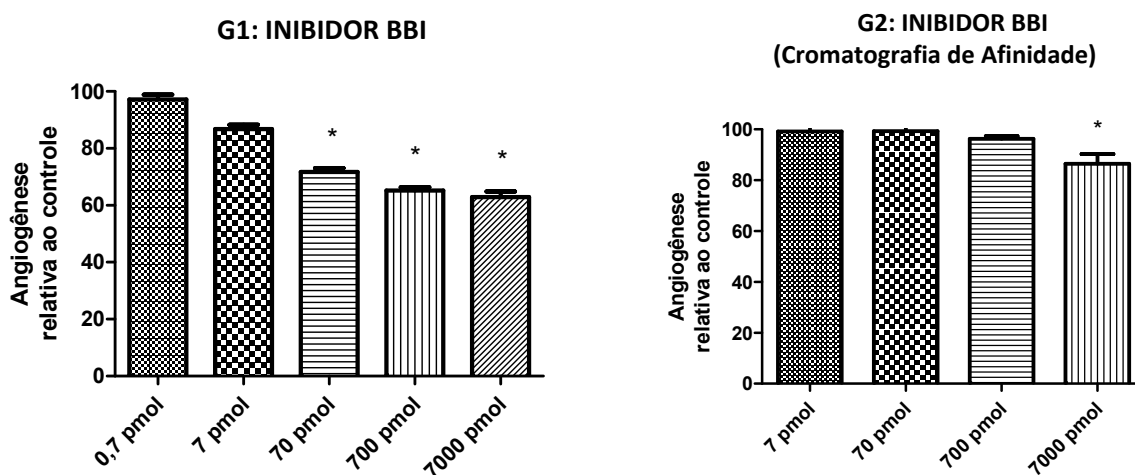 G1: INIBIDOR BBI
Angiogênese
relativa ao controle
100
80
60
40
20
0
*
*
*
0,7 pmol
7 pmol
70 pmol
700 pmol
7000 pmol
G2: INIBIDOR BBI
(Cromatografia de Afinidade)
Angiogênese
relativa ao controle
100
80
60
40
20
0
*
7 pmol
70 pmol
700 pmol
7000 pmol